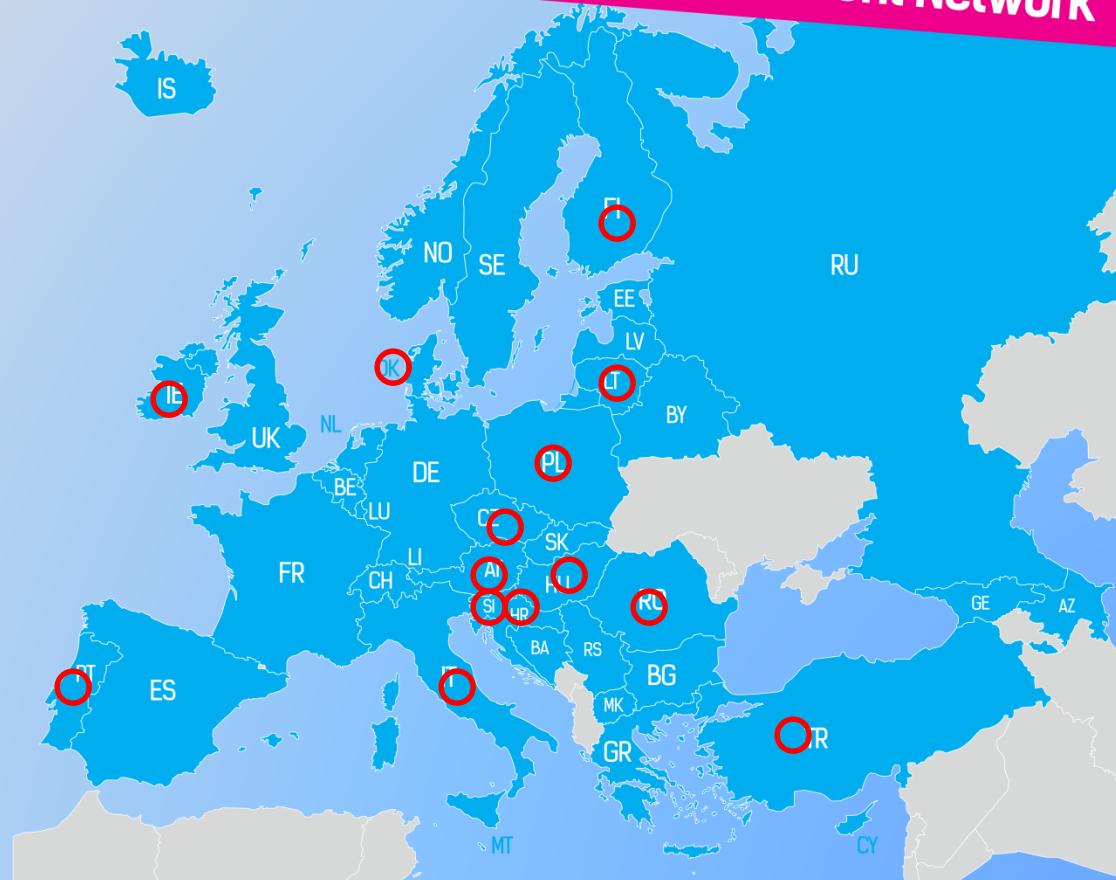 Network
IS
FI
NO
SE
RU
EE
LV
DK
LT
IE
BY
NL
UK
PL
DE
BE
LU
CZ
SK
LI
FR
CH
HU
SI
HR
RO
GE
AZ
BA
RS
PT
ES
IT
BG
MK
TR
GR
MT
CY